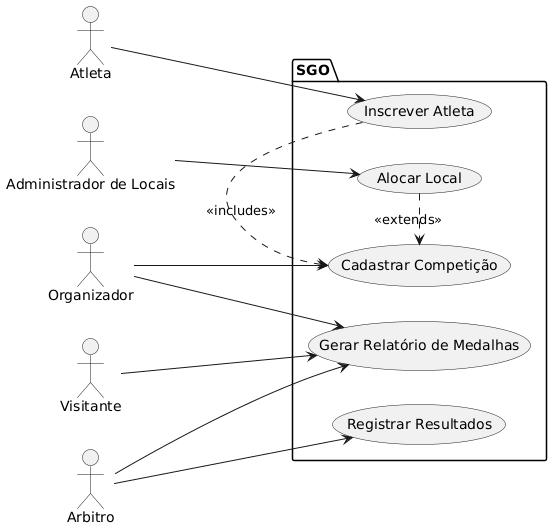 SGO
Atleta
Inscrever Atleta
Administrador de Locais
Alocar Local
«includes»
«extends»
Organizador
Cadastrar Competição
Visitante
Gerar Relatório de Medalhas
Arbitro
Registrar Resultados